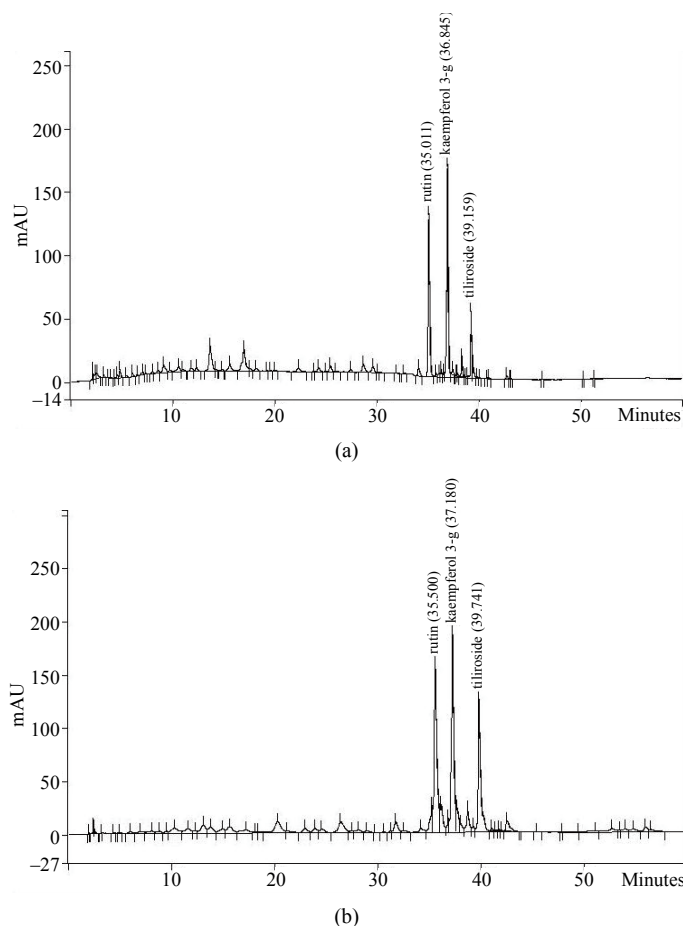 250
200
150
100
50
0
−14
mAU
rutin (35.011)
kaempferol 3-g (36.845)
tiliroside (39.159)
10 20 30 40 50 Minutes
(a)
250
200
150
100
50
0
−27
mAU
rutin (35.500)
kaempferol 3-g (37.180)
tiliroside (39.741)
10 20 30 40 50 Minutes
(b)